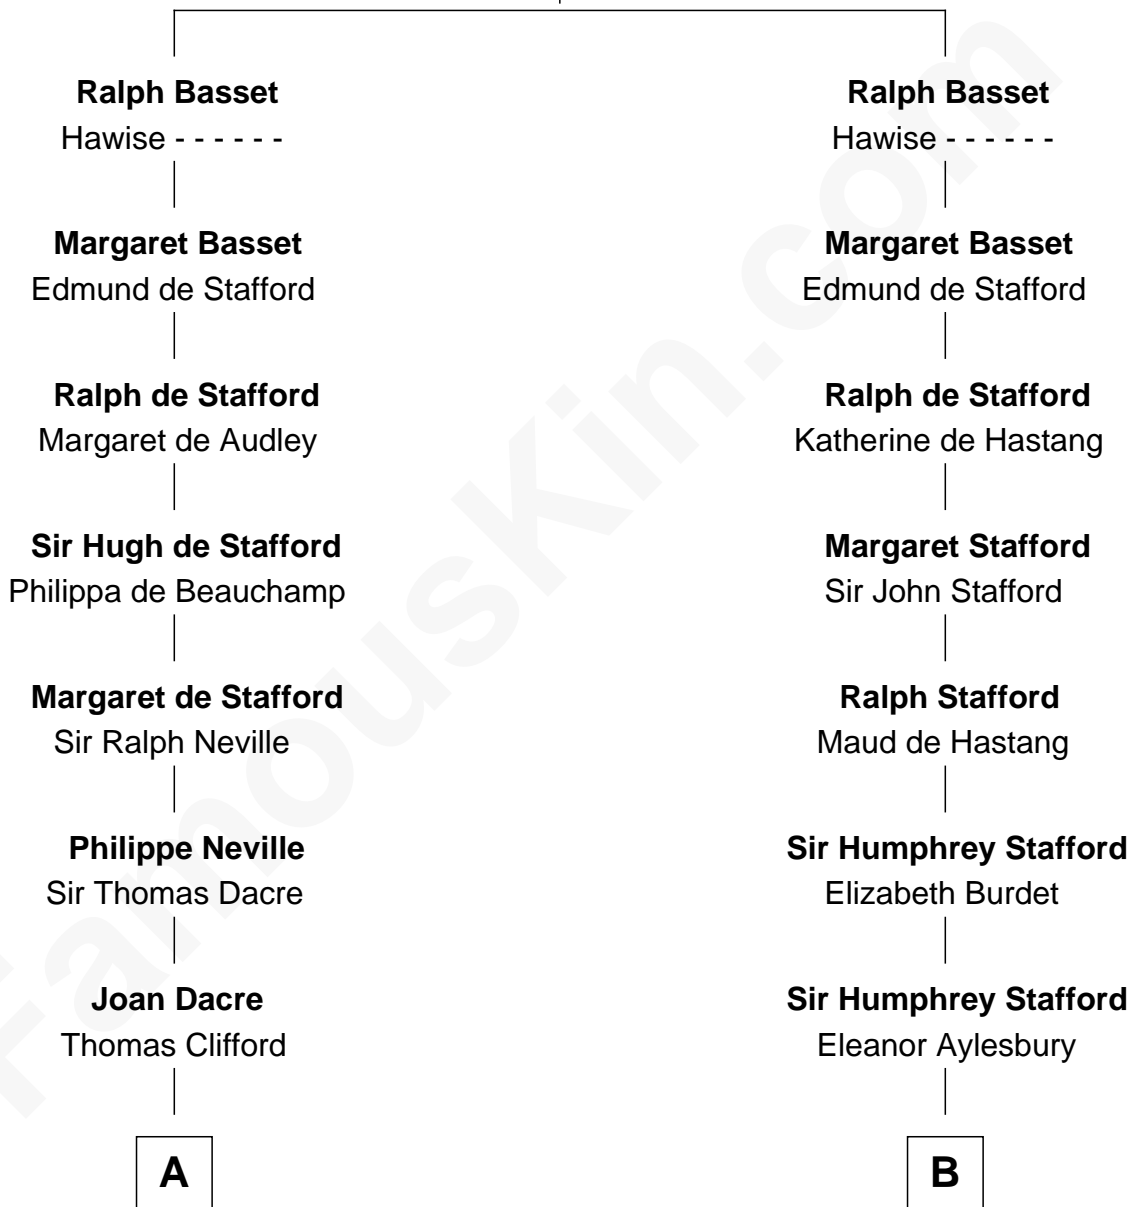 Ralph Basset
Hawise - - - - - -
Margaret Basset
Edmund de Stafford
Ralph de Stafford
Margaret de Audley
Sir Hugh de Stafford
Philippa de Beauchamp
Margaret de Stafford
Sir Ralph Neville
Philippe Neville
Sir Thomas Dacre
Joan Dacre
Thomas Clifford
A
Ralph Basset
Hawise - - - - - -
Margaret Basset
Edmund de Stafford
Ralph de Stafford
Katherine de Hastang
Margaret Stafford
Sir John Stafford
Ralph Stafford
Maud de Hastang
Sir Humphrey Stafford
Elizabeth Burdet
Sir Humphrey Stafford
Eleanor Aylesbury
B
FamousKin.com